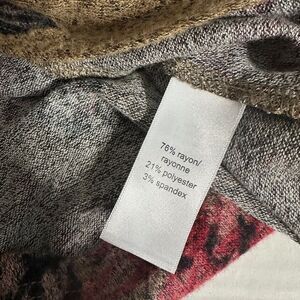 76% rayon/
rayonne
21% polyester
3% spandex